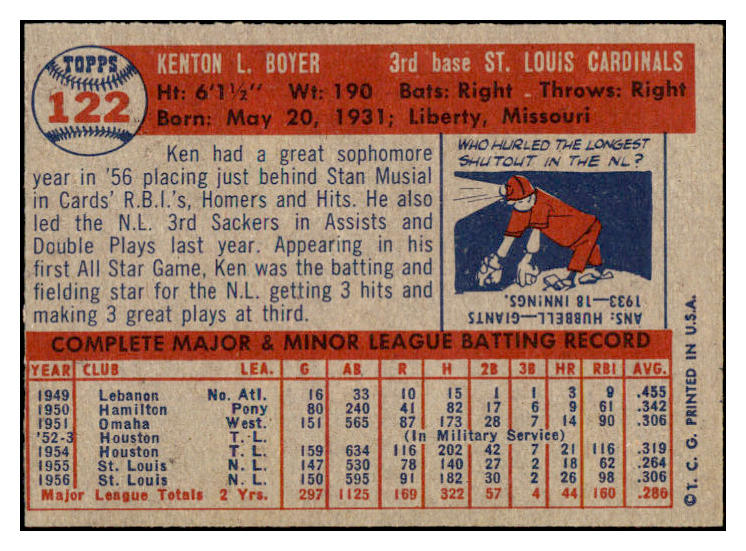 TOPPS
122
KENTON L. BOYER 3rd base ST. LOUIS CARDINALS
Ht: 6'1½" Wt: 190 Bats: Right - Throws: Right
Born: May 20, 1931; Liberty, Missouri
Ken had a great sophomore
year in '56 placing just behind Stan Musial
in Cards' R.B.I.'s, Homers and Hits. He also
led the N.L. 3rd Sackers in Assists and
Double Plays last year. Appearing in his
first All Star Game, Ken was the batting and
fielding star for the N.L. getting 3 hits and
making 3 great plays at third.
WHO HURLED THE LONGEST
SHUTOUT IN THE NL?
ANS: HUBBELL—GIANTS—
1933—18 INNINGS.
COMPLETE MAJOR & MINOR LEAGUE BATTING RECORD
YEAR CLUB LEA. G AB R H 2B 3B HR RBI AVG.
1949 Lebanon No. Atl. 16 33 10 15 1 1 3 9 .455
1950 Hamilton Pony 80 240 41 82 17 6 9 61 .342
1951 Omaha West. 151 565 87 173 28 7 14 90 .306
'52-3 Houston T. L. (In Military Service)
1954 Houston T. L. 159 634 116 202 42 7 21 116 .319
1955 St. Louis N. L. 147 530 78 140 27 2 18 62 .264
1956 St. Louis N. L. 150 595 91 182 30 2 26 98 .306
Major League Totals 2 Yrs. 297 1125 169 322 57 4 44 160 .286
© T. C. G. PRINTED IN U.S.A.